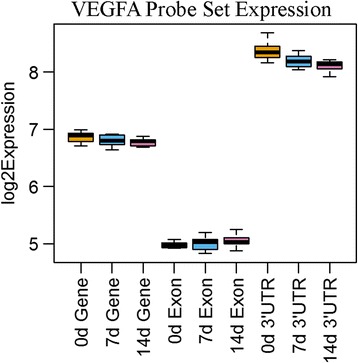 VEGFA Probe Set Expression
log2Expression
8
7
6
5
0d Gene
7d Gene
14d Gene
0d Exon
7d Exon
14d Exon
0d 3'UTR
7d 3'UTR
14d 3'UTR